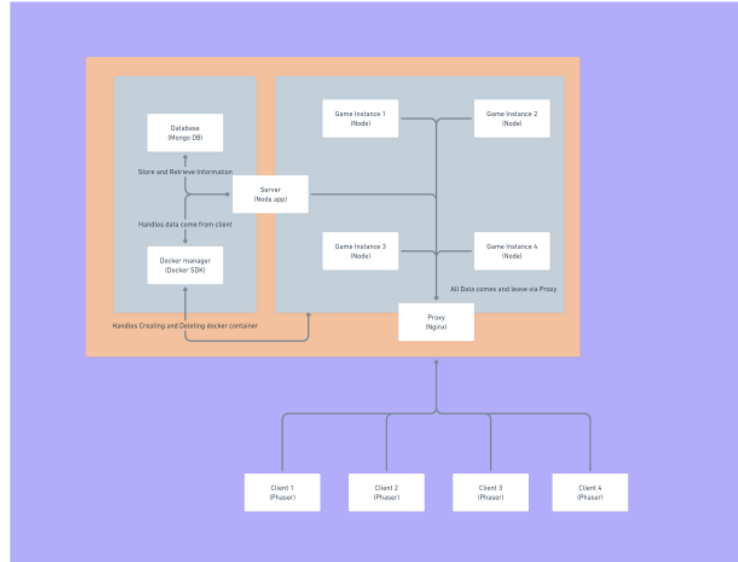 Database
(Mongo DB)
Game Instance 1
(Node)
Game Instance 2
(Node)
Store and Retrieve Information
Server
(Node app)
Handles data come from client
Docker manager
(Docker SDK)
Game Instance 3
(Node)
Game Instance 4
(Node)
All Data comes and leave via Proxy
Handles Creating and Deleting docker container
Proxy
(Nginx)
Client 1
(Phaser)
Client 2
(Phaser)
Client 3
(Phaser)
Client 4
(Phaser)